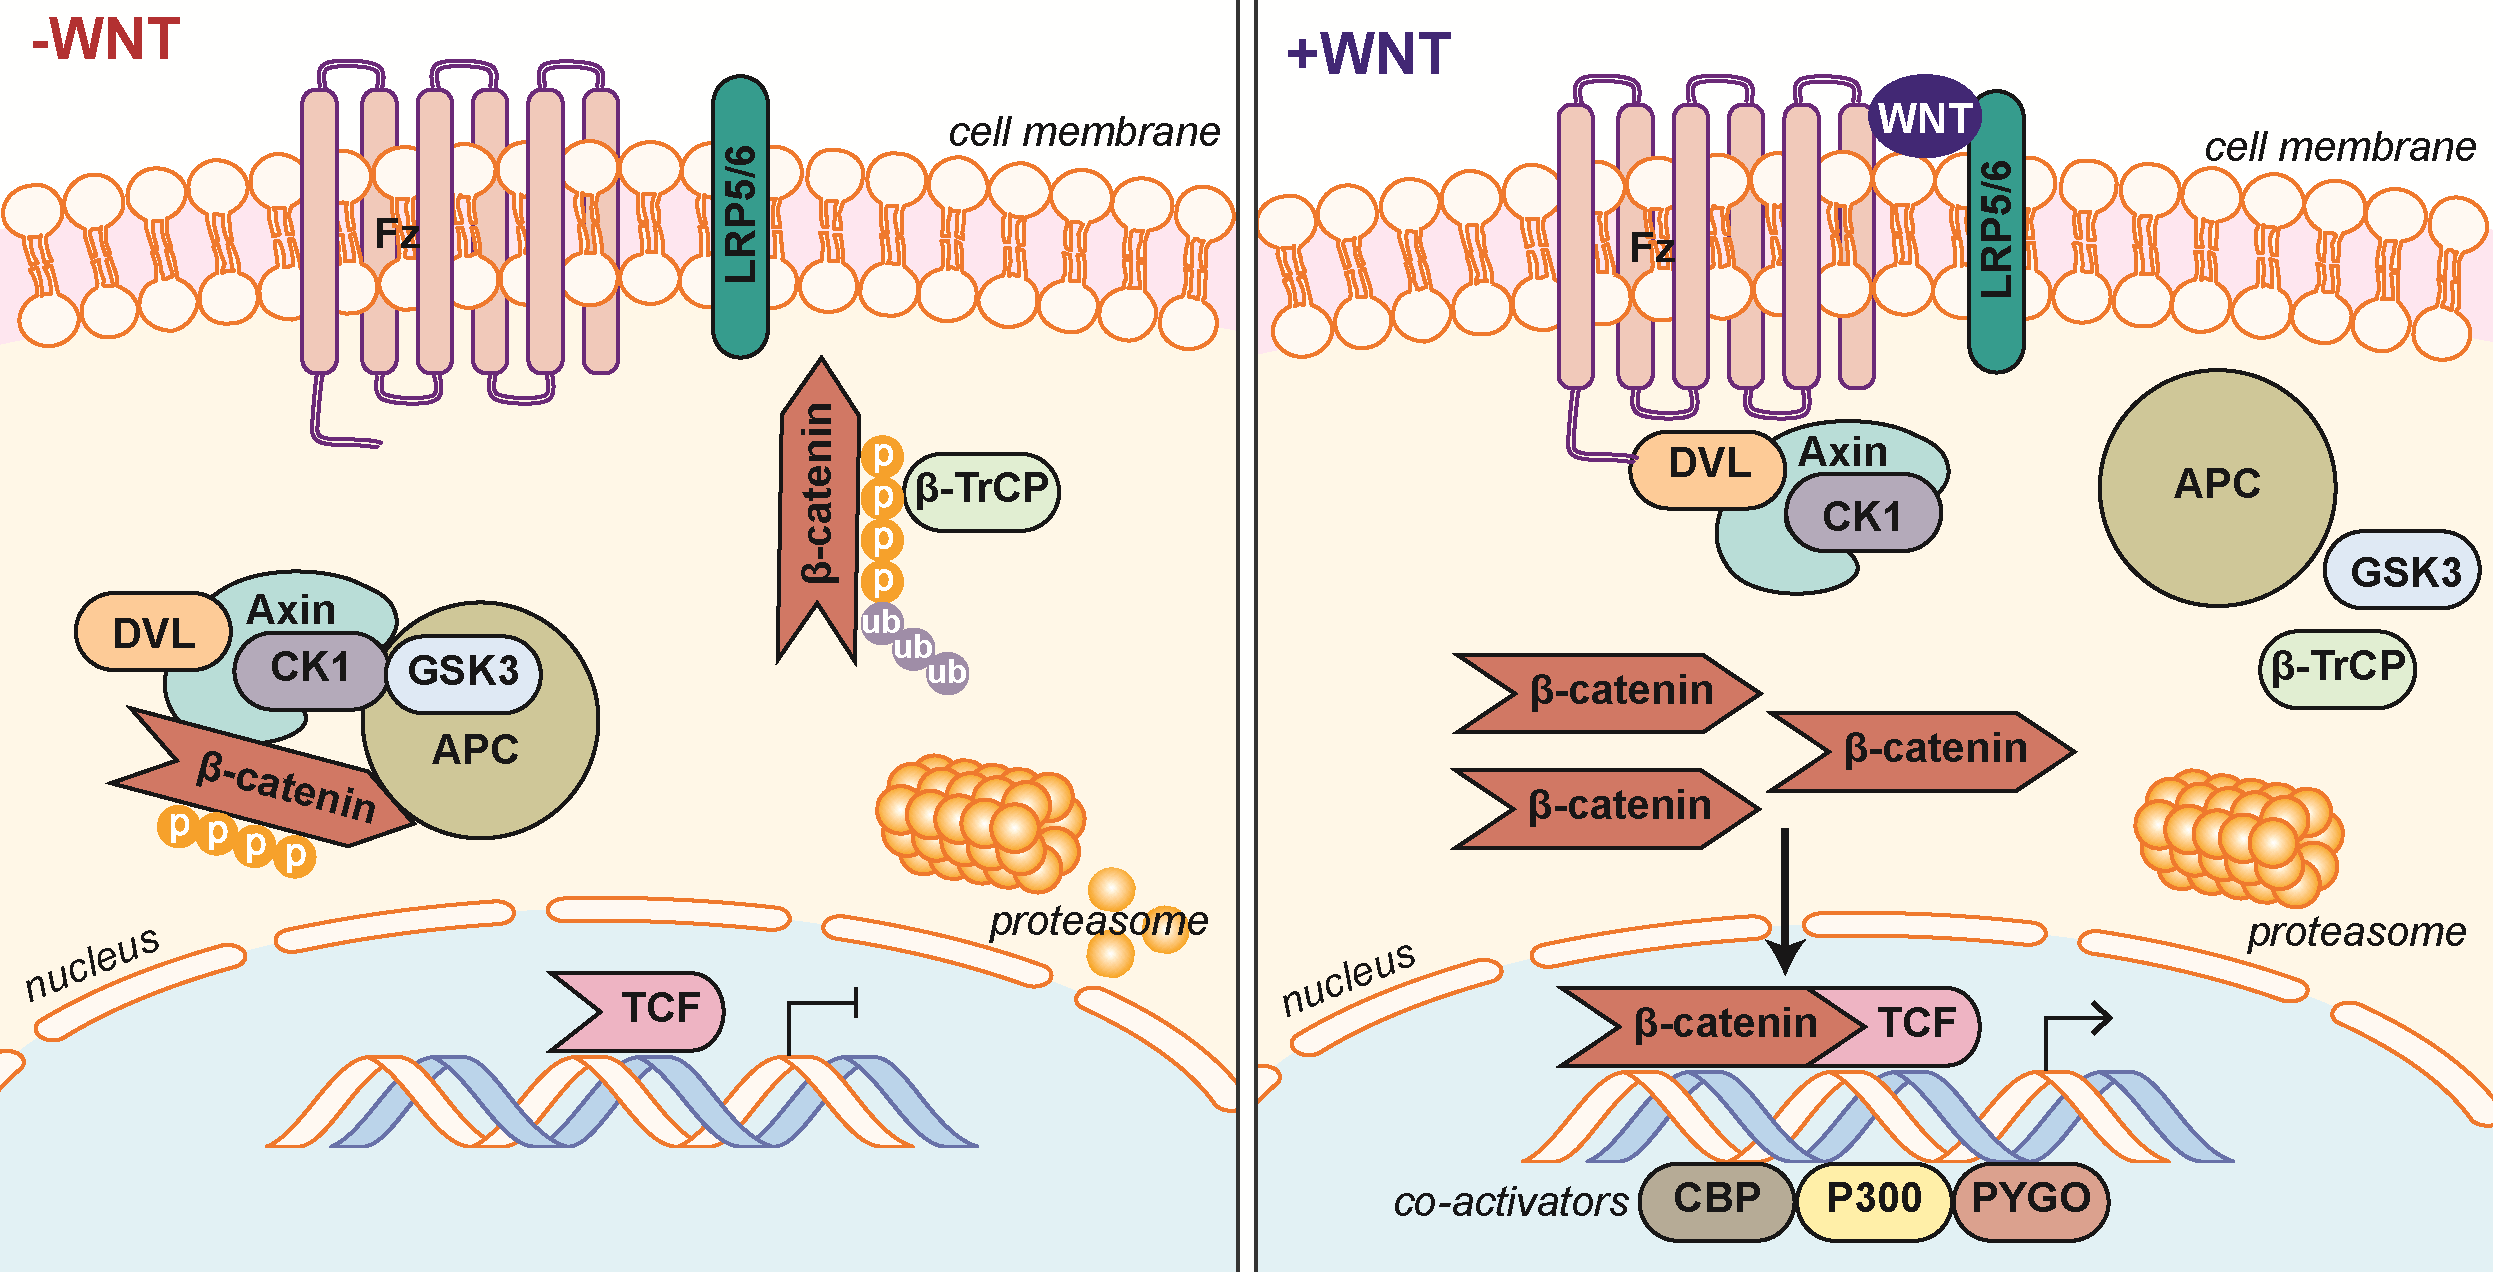 -WNT
cell membrane
Fz
LRP5/6
β-catenin
p
p
p
p
β-TrCP
ub
ub
ub
DVL
Axin
CK1
GSK3
APC
β-catenin
p
p
p
p
proteasome
nucleus
TCF
+WNT
WNT
cell membrane
Fz
LRP5/6
DVL
Axin
CK1
APC
GSK3
β-TrCP
β-catenin
β-catenin
β-catenin
proteasome
nucleus
β-catenin
TCF
co-activators
CBP
P300
PYGO